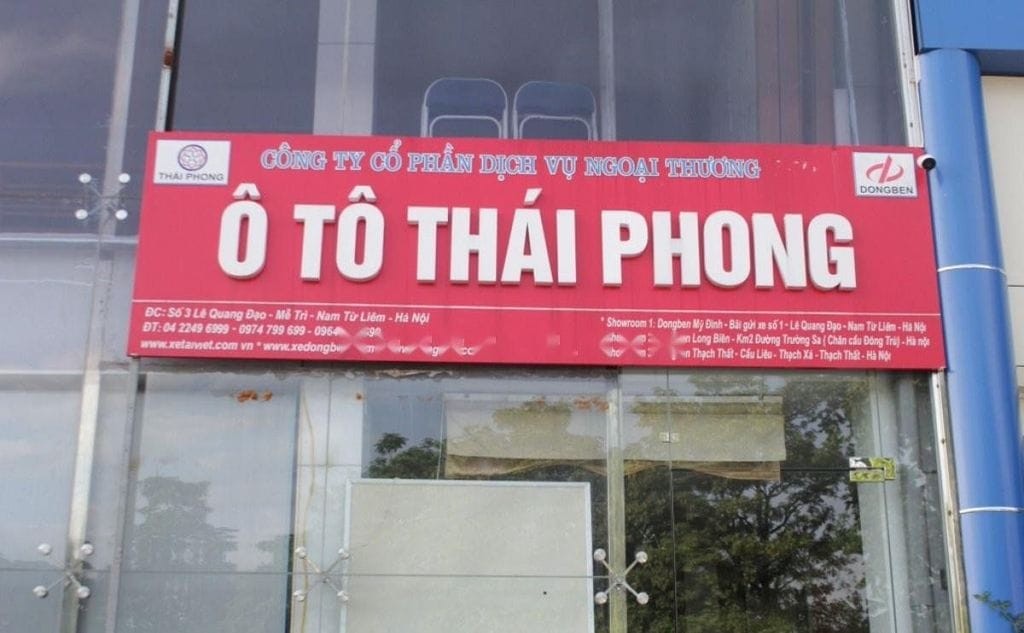 THÁI PHONG
CÔNG TY CỔ PHẦN DỊCH VỤ NGOẠI THƯƠNG
DONGBEN
Ô TÔ THÁI PHONG
ĐC: Số 3 Lê Quang Đạo - Mễ Trì - Nam Từ Liêm - Hà Nội
ĐT: 04 2249 6999 - 0974 799 699 -
www.xetaivvet.com vn *
* Showroom 1: Dongben Mỹ Đình - Bãi gửi xe số 1 - Lê Quang Đạo - Nam Từ Liêm - Hà Nội
Long Biên - Km2 Đường Trường Sa ( Chân cầu Đông Trù) - Hà nội
Thạch Thất - Cầu Liêu - Thạch Xá - Thạch Thất - Hà Nội